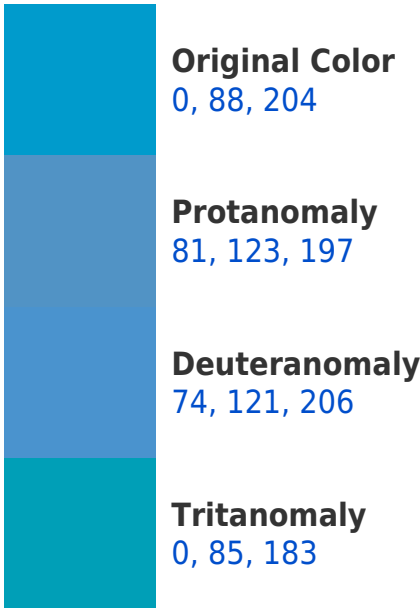 Original Color
0, 88, 204
Protanomaly
81, 123, 197
Deuteranomaly
74, 121, 206
Tritanomaly
0, 85, 183